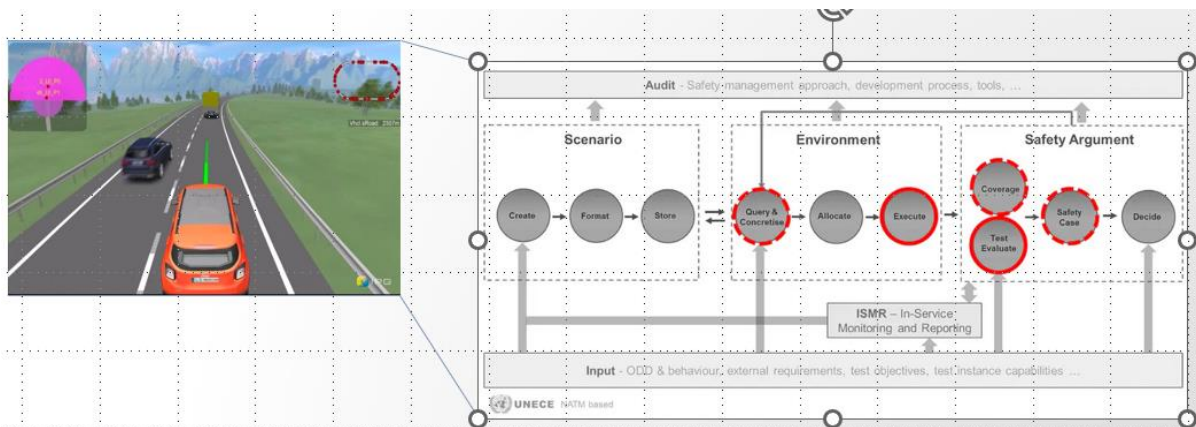 Audit - Safety management approach, development process, tools, ...
Scenario
Environment
Safety Argument
Create
Format
Store
Query &
Concretise
Allocate
Execute
Coverage
Test
Evaluate
Safety
Case
Decide
ISMR – In-Service
Monitoring and Reporting
Input - ODD & behaviour, external requirements, test objectives, test instance capabilities ...
UNECE NATM based